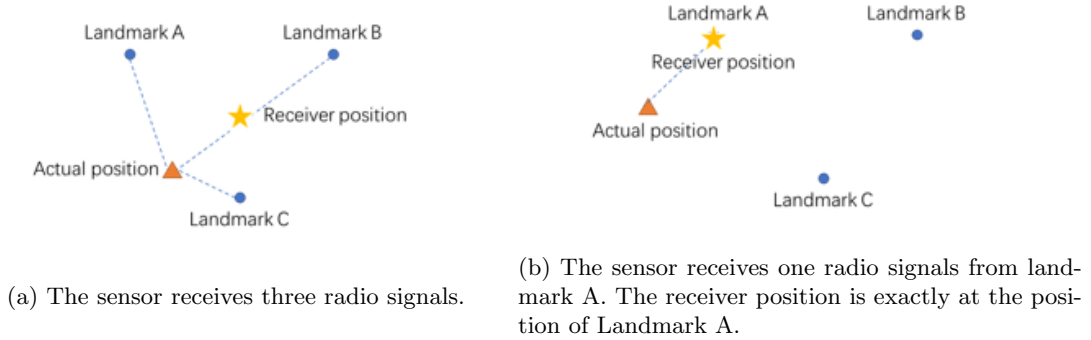 Landmark A
Landmark B
Receiver position
Actual position
Landmark C
(a) The sensor receives three radio signals.
Landmark A
Landmark B
Receiver position
Actual position
Landmark C
(b) The sensor receives one radio signals from land-
mark A. The receiver position is exactly at the posi-
tion of Landmark A.